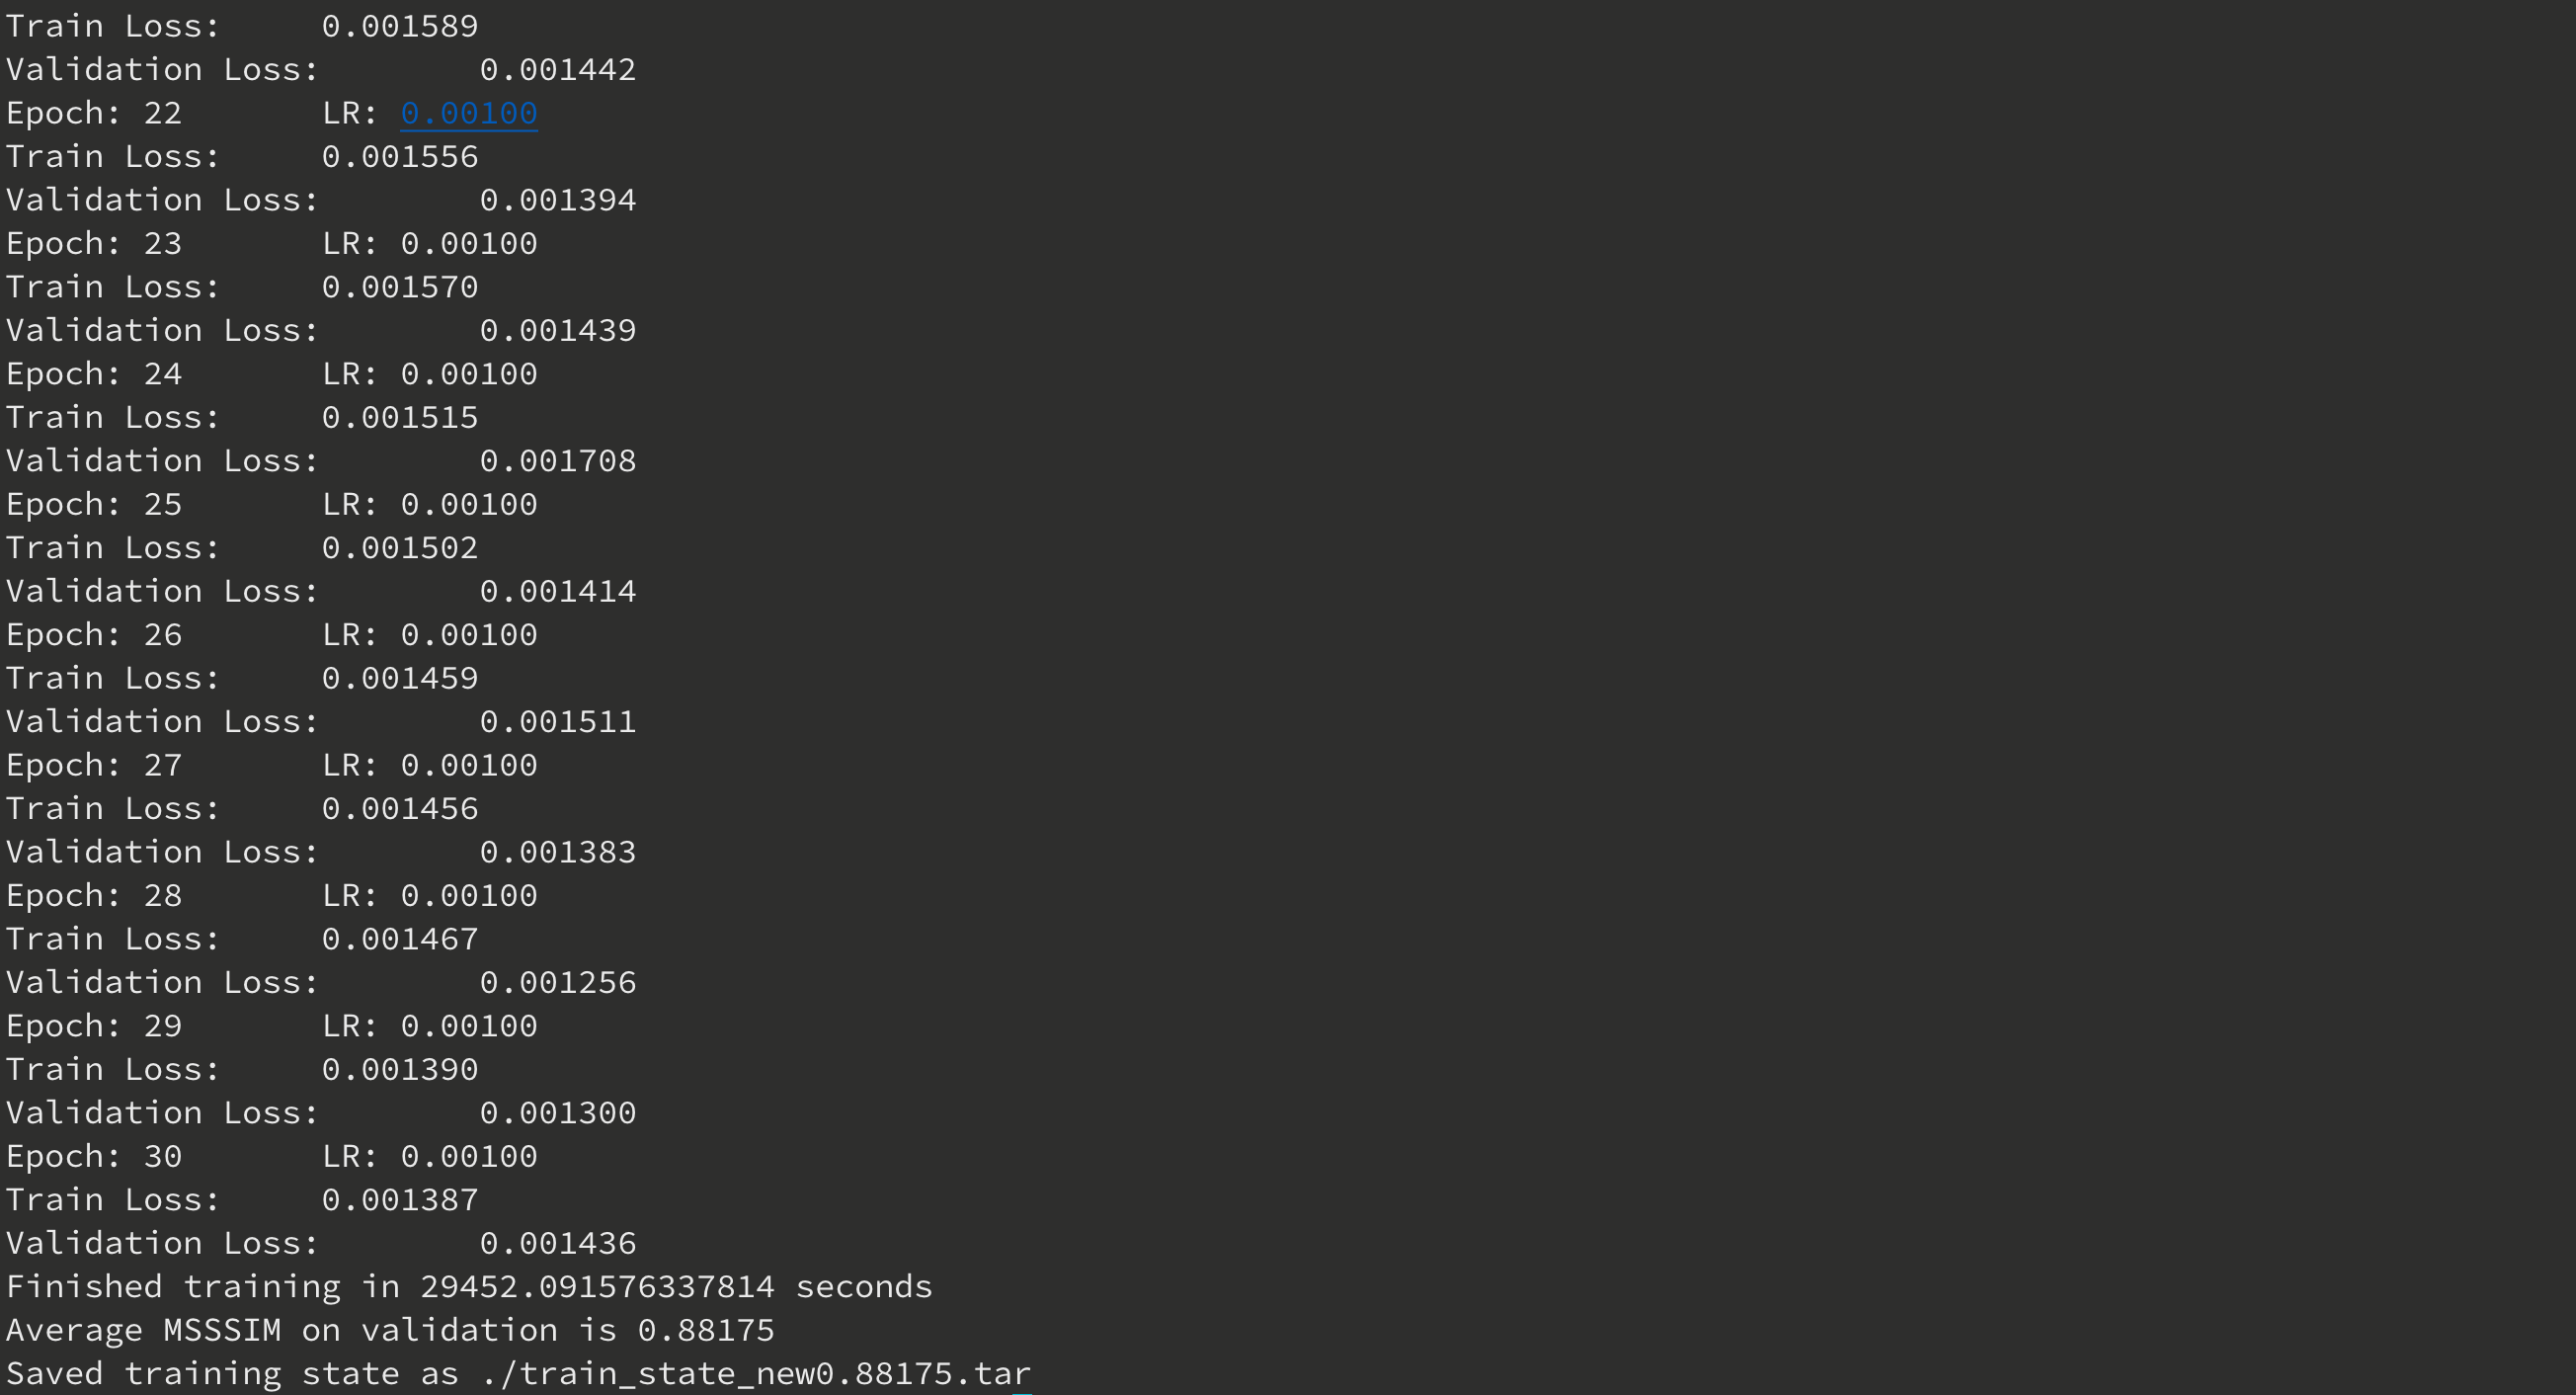 Train Loss: 0.001589
Validation Loss: 0.001442
Epoch: 22 LR: 0.00100
Train Loss: 0.001556
Validation Loss: 0.001394
Epoch: 23 LR: 0.00100
Train Loss: 0.001570
Validation Loss: 0.001439
Epoch: 24 LR: 0.00100
Train Loss: 0.001515
Validation Loss: 0.001708
Epoch: 25 LR: 0.00100
Train Loss: 0.001502
Validation Loss: 0.001414
Epoch: 26 LR: 0.00100
Train Loss: 0.001459
Validation Loss: 0.001511
Epoch: 27 LR: 0.00100
Train Loss: 0.001456
Validation Loss: 0.001383
Epoch: 28 LR: 0.00100
Train Loss: 0.001467
Validation Loss: 0.001256
Epoch: 29 LR: 0.00100
Train Loss: 0.001390
Validation Loss: 0.001300
Epoch: 30 LR: 0.00100
Train Loss: 0.001387
Validation Loss: 0.001436
Finished training in 29452.091576337814 seconds
Average MSSSIM on validation is 0.88175
Saved training state as ./train_state_new0.88175.tar